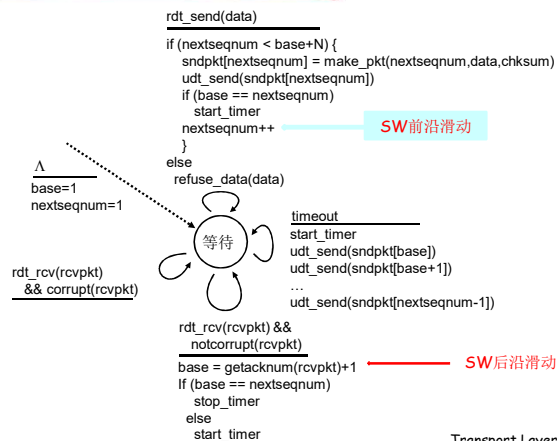 rdt_send(data)
if (nextseqnum < base+N) {
sndpkt[nextseqnum] = make_pkt(nextseqnum,data,chksum)
udt_send(sndpkt[nextseqnum])
if (base == nextseqnum)
start_timer
nextseqnum++
SW前沿滑动
}
else
refuse_data(data)
Λ
base=1
nextseqnum=1
等待
timeout
start_timer
udt_send(sndpkt[base])
udt_send(sndpkt[base+1])
…
udt_send(sndpkt[nextseqnum-1])
rdt_rcv(rcvpkt)
&& corrupt(rcvpkt)
rdt_rcv(rcvpkt) &&
notcorrupt(rcvpkt)
base = getacknum(rcvpkt)+1
SW后沿滑动
If (base == nextseqnum)
stop_timer
else
start_timer
Transport Layer